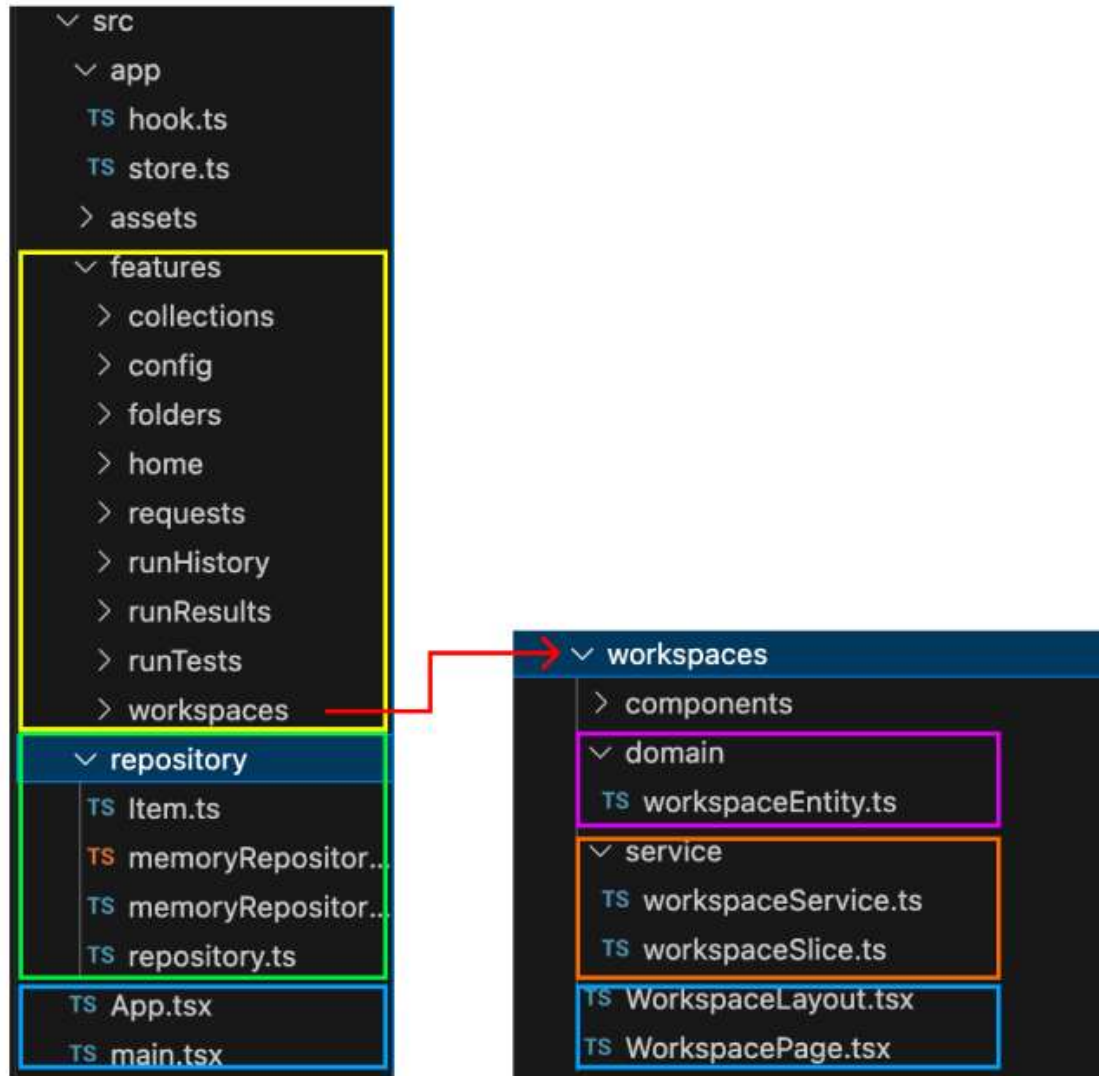 src
app
TS hook.ts
TS store.ts
assets
features
collections
config
folders
home
requests
runHistory
runResults
runTests
workspaces
repository
TS Item.ts
TS memoryRepositor...
TS memoryRepositor...
TS repository.ts
TS App.tsx
TS main.tsx
workspaces
components
domain
TS workspaceEntity.ts
service
TS workspaceService.ts
TS workspaceSlice.ts
TS WorkspaceLayout.tsx
TS WorkspacePage.tsx